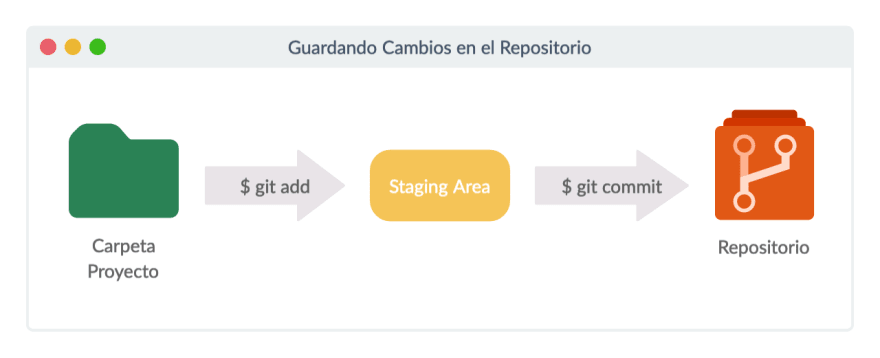 Guardando Cambios en el Repositorio
$ git add
Staging Area
$ git commit
Carpeta
Proyecto
Repositorio